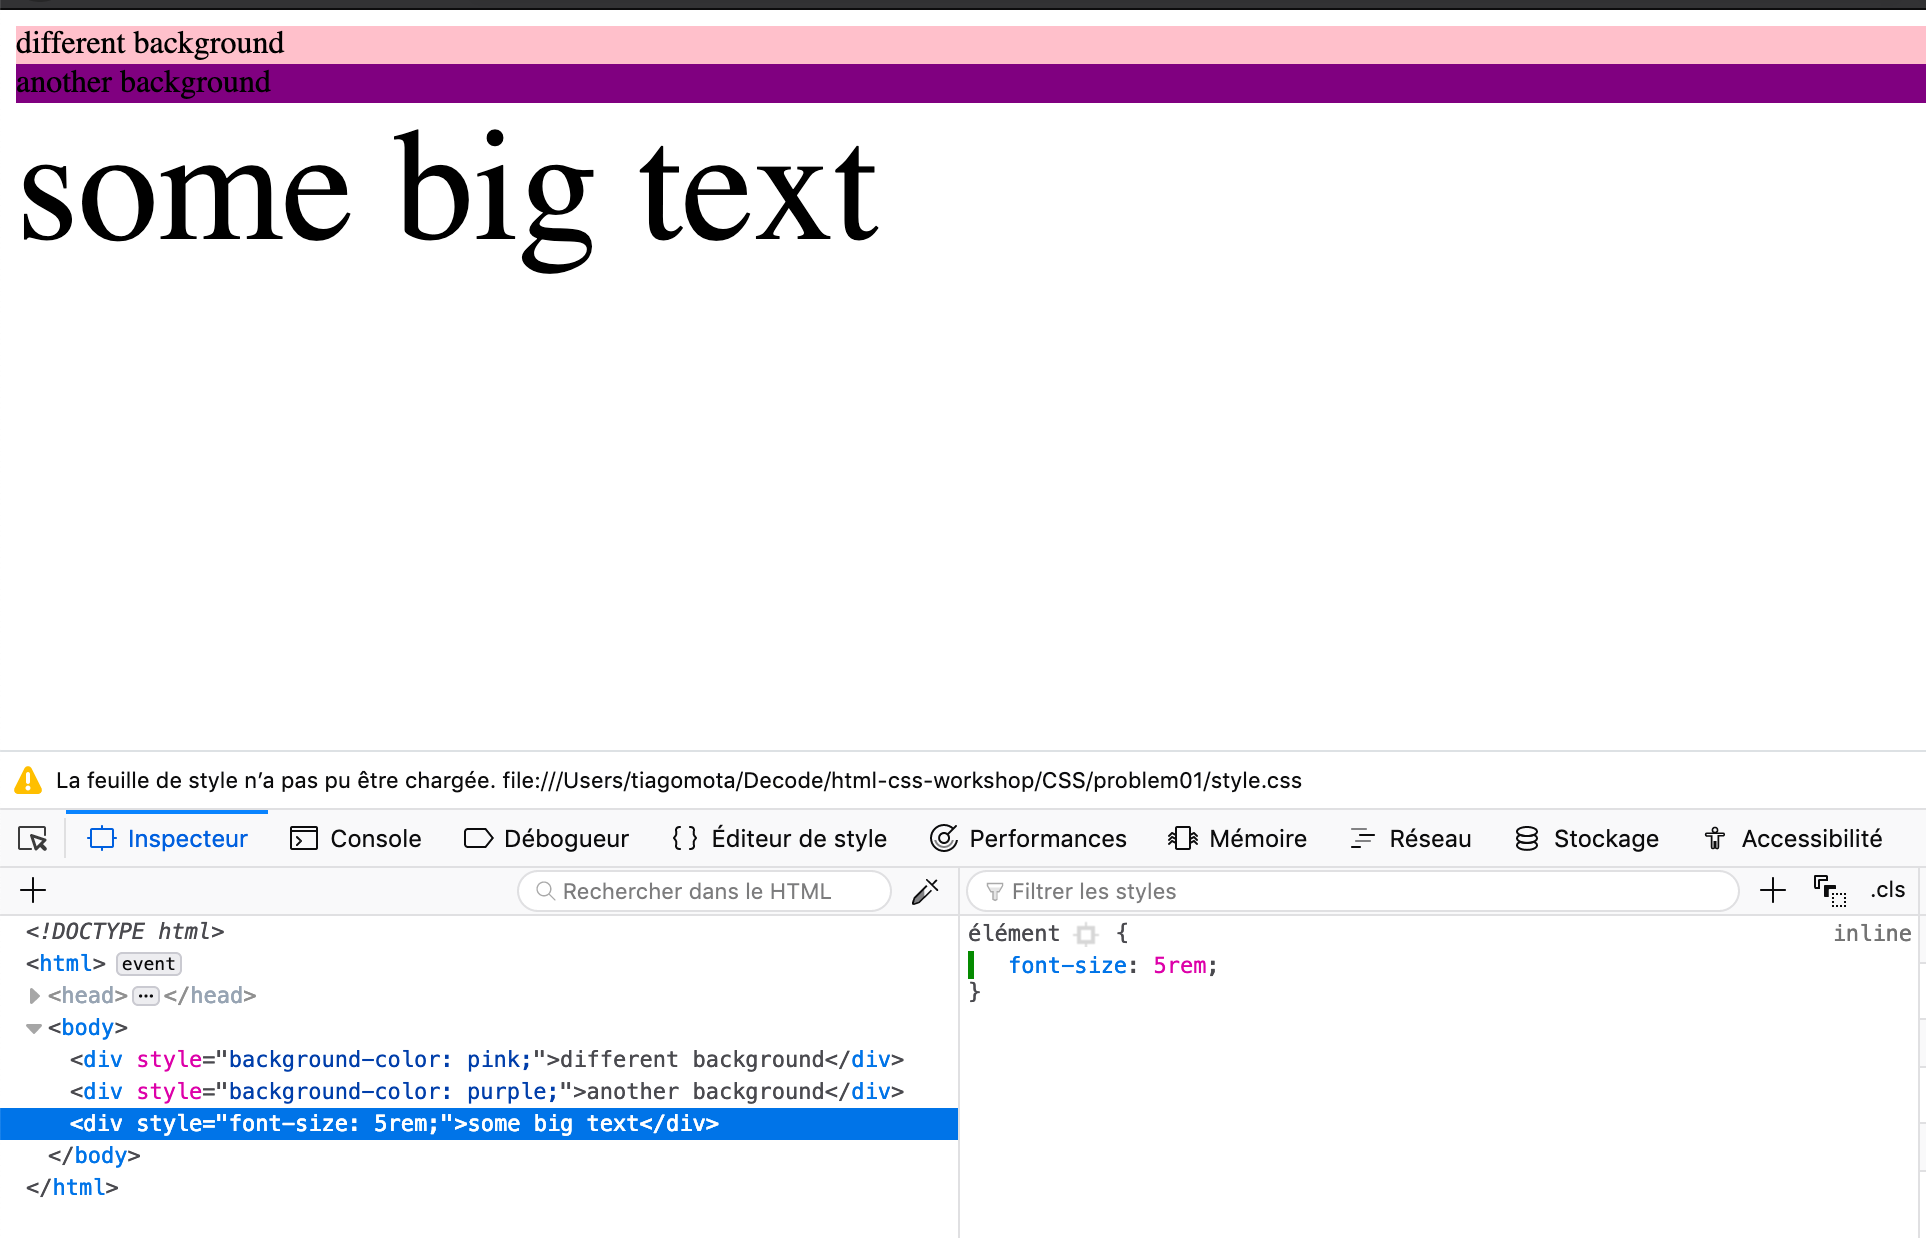 different background
another background
some big text
La feuille de style n’a pas pu être chargée. file:///Users/tiagomota/Decode/html-css-workshop/CSS/problem01/style.css
Inspecteur Console Débogueur {} Éditeur de style Performances Mémoire Réseau Stockage Accessibilité
+ Rechercher dans le HTML Filtrer les styles + .cls
<!DOCTYPE html>
<html> event
<head> ··· </head>
<body>
<div style="background-color: pink;">different background</div>
<div style="background-color: purple;">another background</div>
<div style="font-size: 5rem;">some big text</div>
</body>
</html>
élément { inline
font-size: 5rem;
}